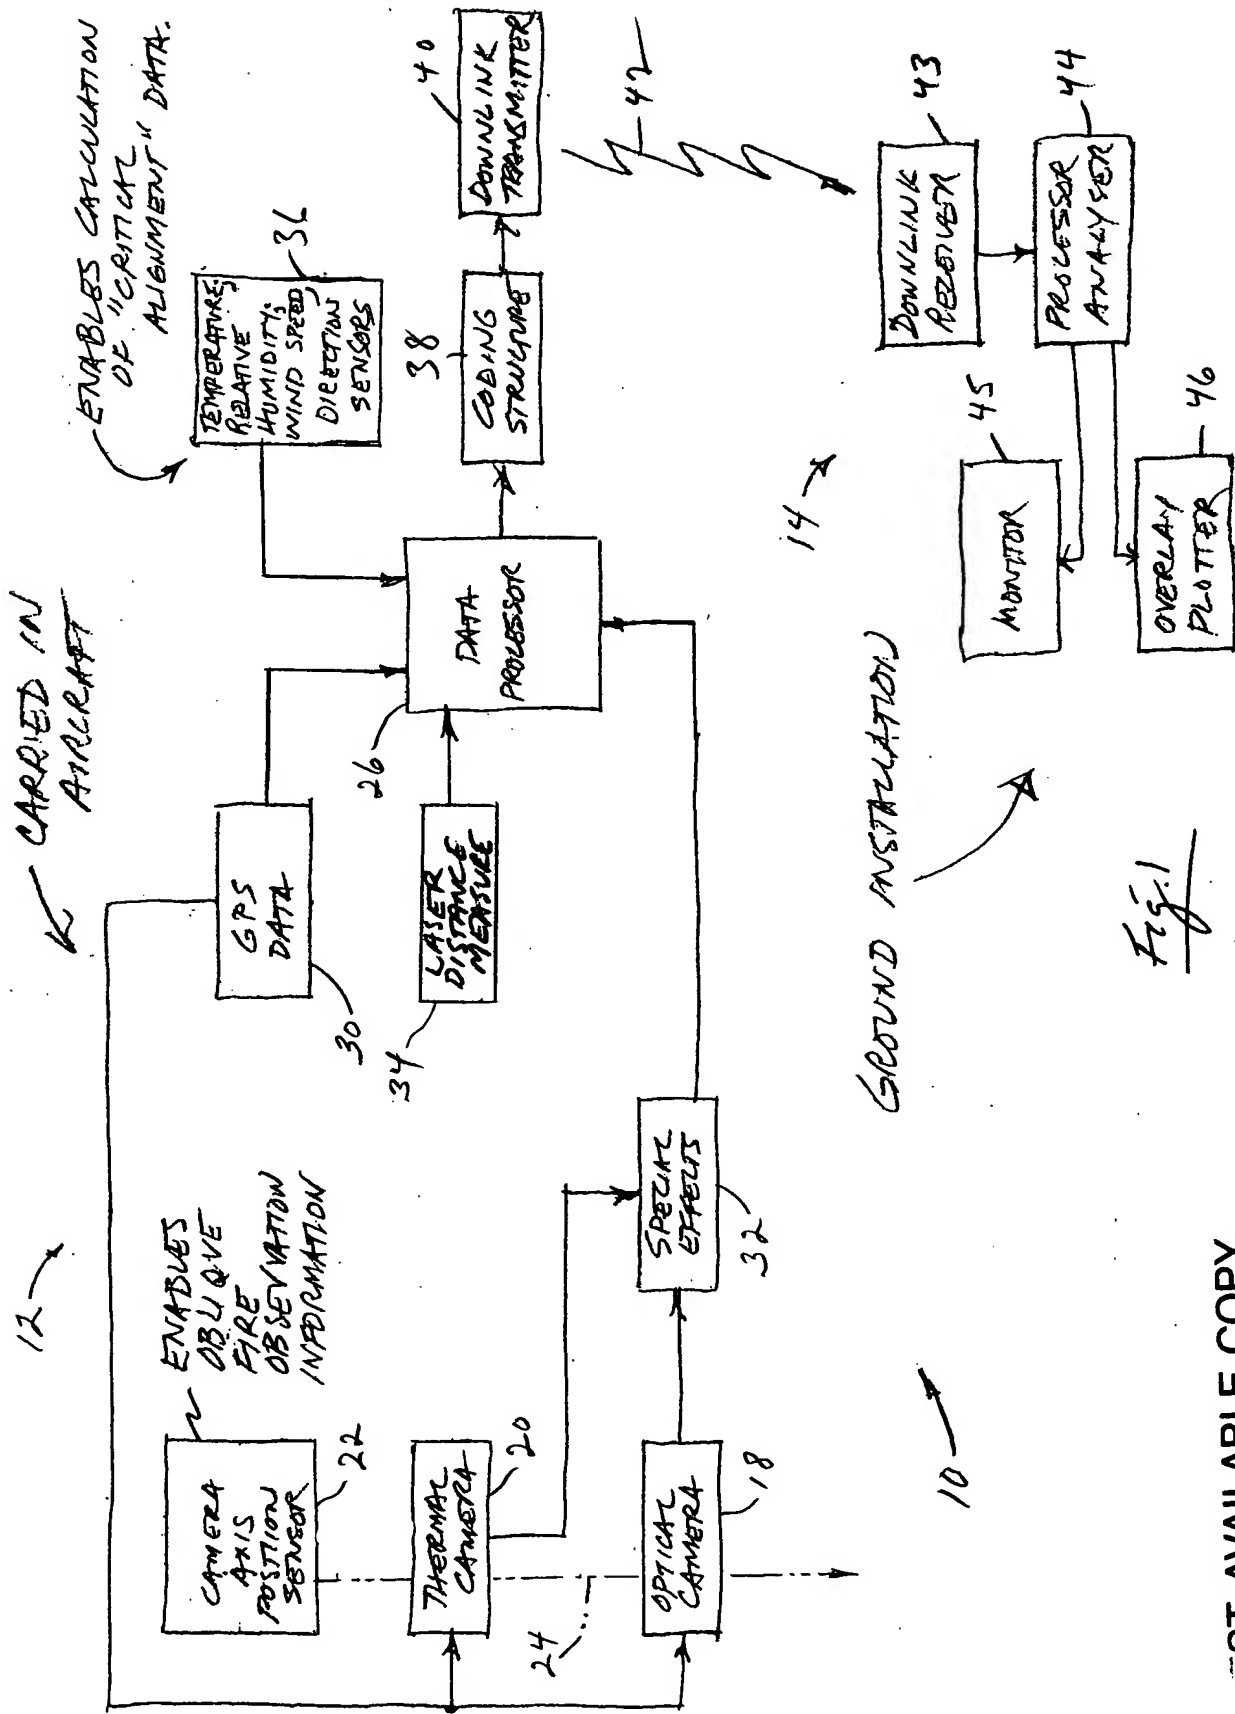 12
CARRIED IN
AIRCRAFT
ENABLES CALCULATION
OF "CRITICAL
ALIGNMENT" DATA.
CAMERA
AXIS
POSITION
SENSOR
22
ENABLES
OBLIQVE
FIRE
OBSEVVATION
INFORMATION
GPS
DATA
30
TEMPERATURE,
RELATIVE
HUMIDITY,
WIND SPEED,
DIRECTION
SENSORS
36
THERMAL
CAMERA
20
LASER
DISTANCE
MEASURE
34
DATA
PROCESSOR
26
CODING
STRUCTURE
38
DOWNLINK
TRANSMITTER
40
24
OPTICAL
CAMERA
18
SPECIAL
EFFECTS
32
42
10
GROUND INSTALLATION
14
DOWNLINK
RECEIVER
43
PROCESSOR
ANALYSER
44
MONITOR
45
OVERLAY
PLOTTER
46
Fig.1
AVAILABLE COPY